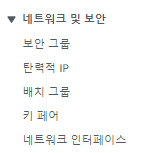 네트워크 및 보안
보안 그룹
탄력적 IP
배치 그룹
키 페어
네트워크 인터페이스